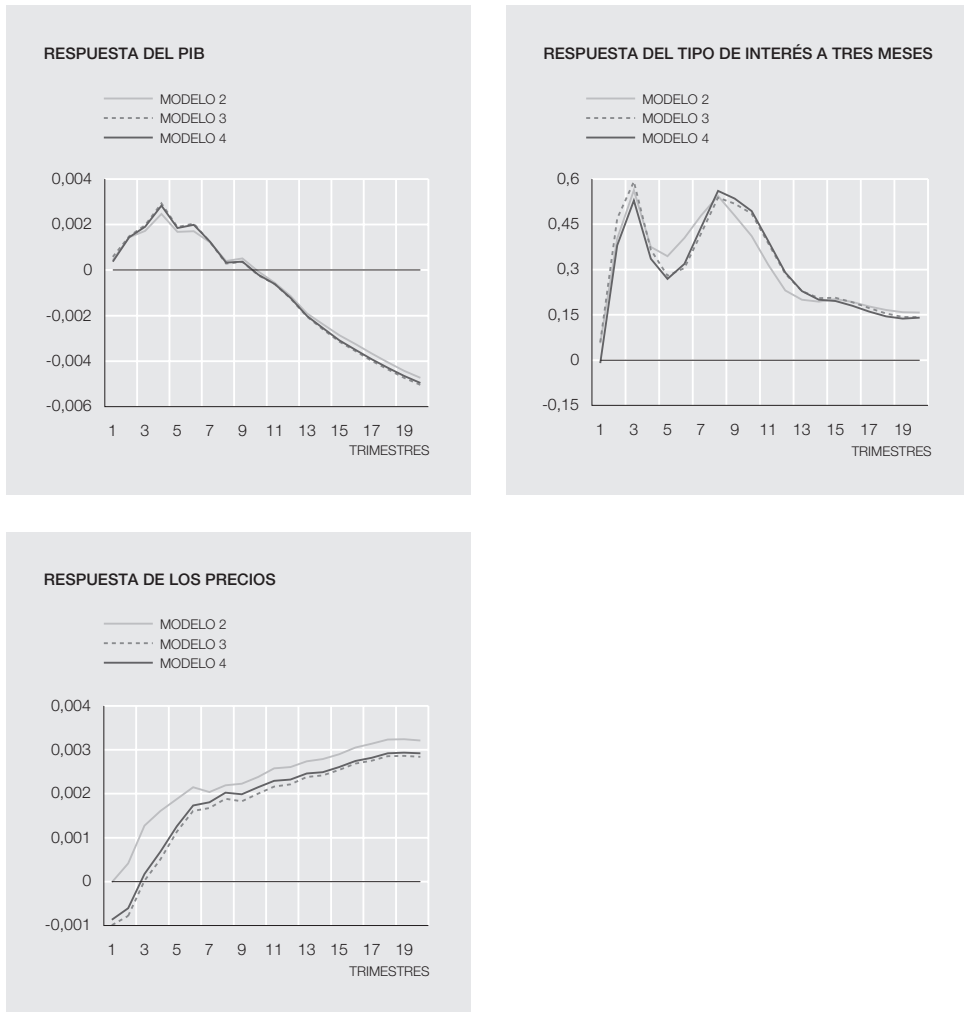 RESPUESTA DEL PIB
MODELO 2
MODELO 3
MODELO 4
0,004
0,002
0
-0,002
-0,004
-0,006
1 3 5 7 9 11 13 15 17 19
TRIMESTRES
RESPUESTA DEL TIPO DE INTERÉS A TRES MESES
MODELO 2
MODELO 3
MODELO 4
0,6
0,45
0,3
0,15
0
-0,15
1 3 5 7 9 11 13 15 17 19
TRIMESTRES
RESPUESTA DE LOS PRECIOS
MODELO 2
MODELO 3
MODELO 4
0,004
0,003
0,002
0,001
0
-0,001
1 3 5 7 9 11 13 15 17 19
TRIMESTRES